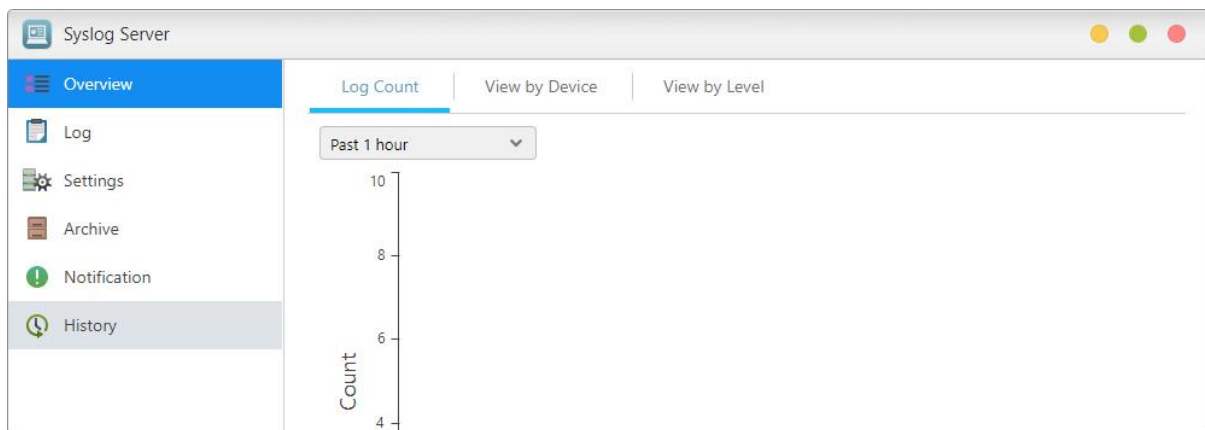 Syslog Server
Overview
Log
Settings
Archive
Notification
History
Log Count View by Device View by Level
Past 1 hour
10
8
6
4
Count